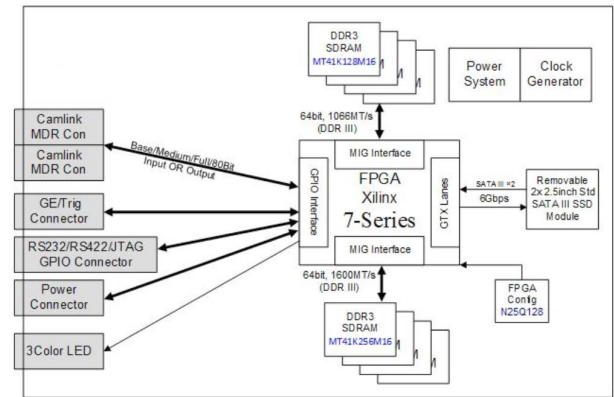 DDR3
SDRAM
MT41K128M16
Power
System
Clock
Generator
64bit, 1066MT/s
(DDR III)
Camlink
MDR Con
Camlink
MDR Con
Base/Medium/Full/80Bit
Input OR Output
GE/Trig
Connector
RS232/RS422/JTAG
GPIO Connector
Power
Connector
3Color LED
MIG Interface
GPIO Interface
FPGA
Xilinx
7-Series
GTX Lanes
MIG Interface
SATA III ×2
6Gbps
Removable
2x 2.5inch Std
SATA III SSD
Module
64bit, 1600MT/s
(DDR III)
FPGA
Config
N25Q128
DDR3
SDRAM
MT41K256M16